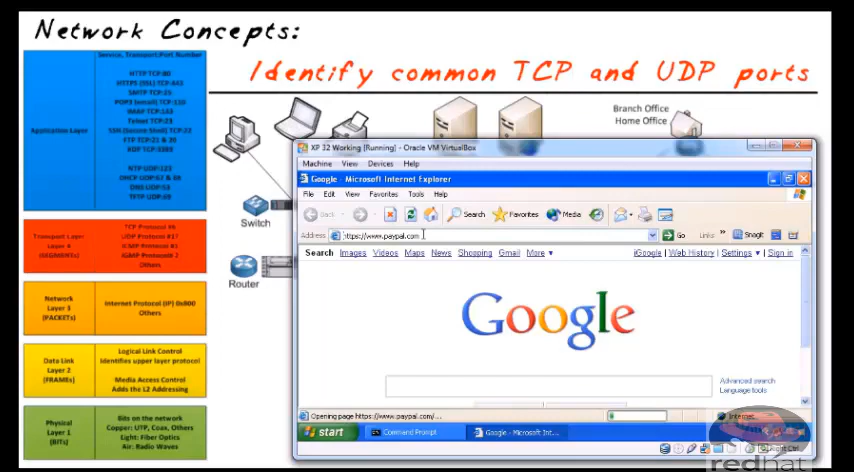 Network Concepts:
Identify common TCP and UDP ports
Service, Transport:Port Number
HTTP TCP:80
HTTPS (SSL) TCP:443
SMTP TCP:25
POP3 (email) TCP:110
IMAP TCP:143
Telnet TCP:23
SSH (Secure Shell) TCP:22
FTP TCP:21 & 20
RDP TCP:3389
NTP UDP:123
DHCP UDP:67 & 68
DNS UDP:53
TFTP UDP:69
Application Layer
Transport Layer
Layer 4
(SEGMENTS)
TCP Protocol #6
UDP Protocol #17
ICMP Protocol #1
IGMP Protocol# 2
Others
Network
Layer 3
(PACKETS)
Internet Protocol (IP) 0x800
Others
Data Link
Layer 2
(FRAMEs)
Logical Link Control
Identifies upper layer protocol
Media Access Control
Adds the L2 Addressing
Physical
Layer 1
(BITS)
Bits on the network
Copper: UTP, Coax, Others
Light: Fiber Optics
Air: Radio Waves
Switch
Router
Branch Office
Home Office
XP 32 Working [Running] - Oracle VM VirtualBox
Machine View Devices Help
Google - Microsoft Internet Explorer
File Edit View Favorites Tools Help
Back Search Favorites Media
Address https://www.paypal.com Go Links » SnagIt
Search Images Videos Maps News Shopping Gmail More
iGoogle | Web History | Settings | Sign in
Google
Advanced search
Language tools
Opening page https://www.paypal.com/...
Internet
start Command Prompt Google - Microsoft Int...
Right Ctrl
redhat